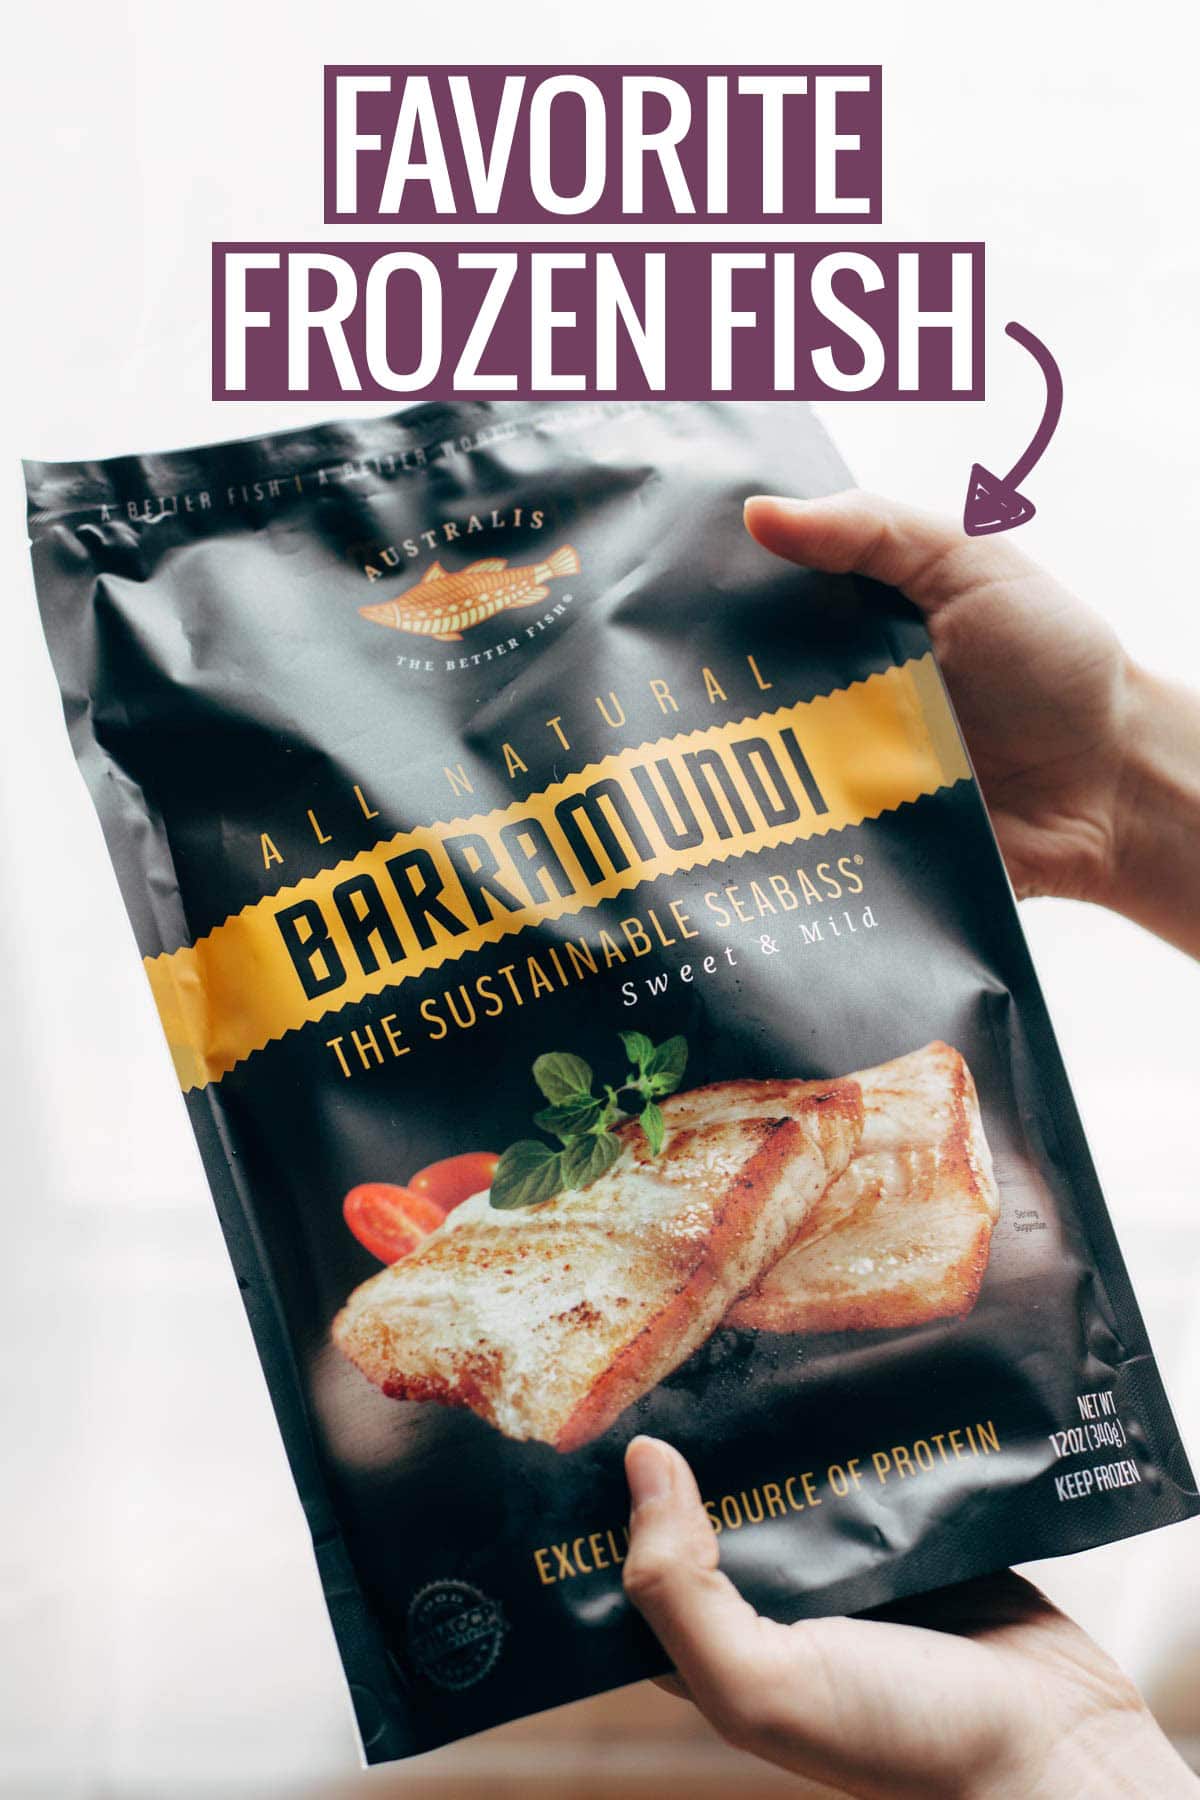 FAVORITE
FROZEN FISH
A BETTER FISH | A BETTER WORLD
AUSTRALIS
THE BETTER FISH®
ALL NATURAL
BARRAMUNDI
THE SUSTAINABLE SEABASS®
Sweet & Mild
Serving
Suggestion
NET WT
12OZ (340g)
KEEP FROZEN
SOURCE OF PROTEIN
HACCP